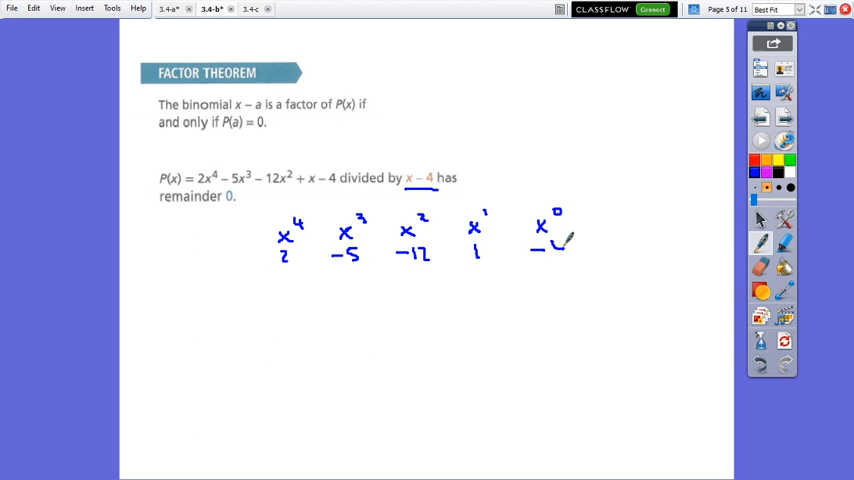 File Edit View Insert Tools Help 3.4-a* 3.4-b* 3.4-c CLASSFLOW Connect Page 5 of 11 Best Fit
FACTOR THEOREM
The binomial x – a is a factor of P(x) if
and only if P(a) = 0.
P(x) = 2x⁴ – 5x³ – 12x² + x – 4 divided by x – 4 has
remainder 0.
x⁴ x³ x² x¹ x⁰
2 -5 -12 1 -